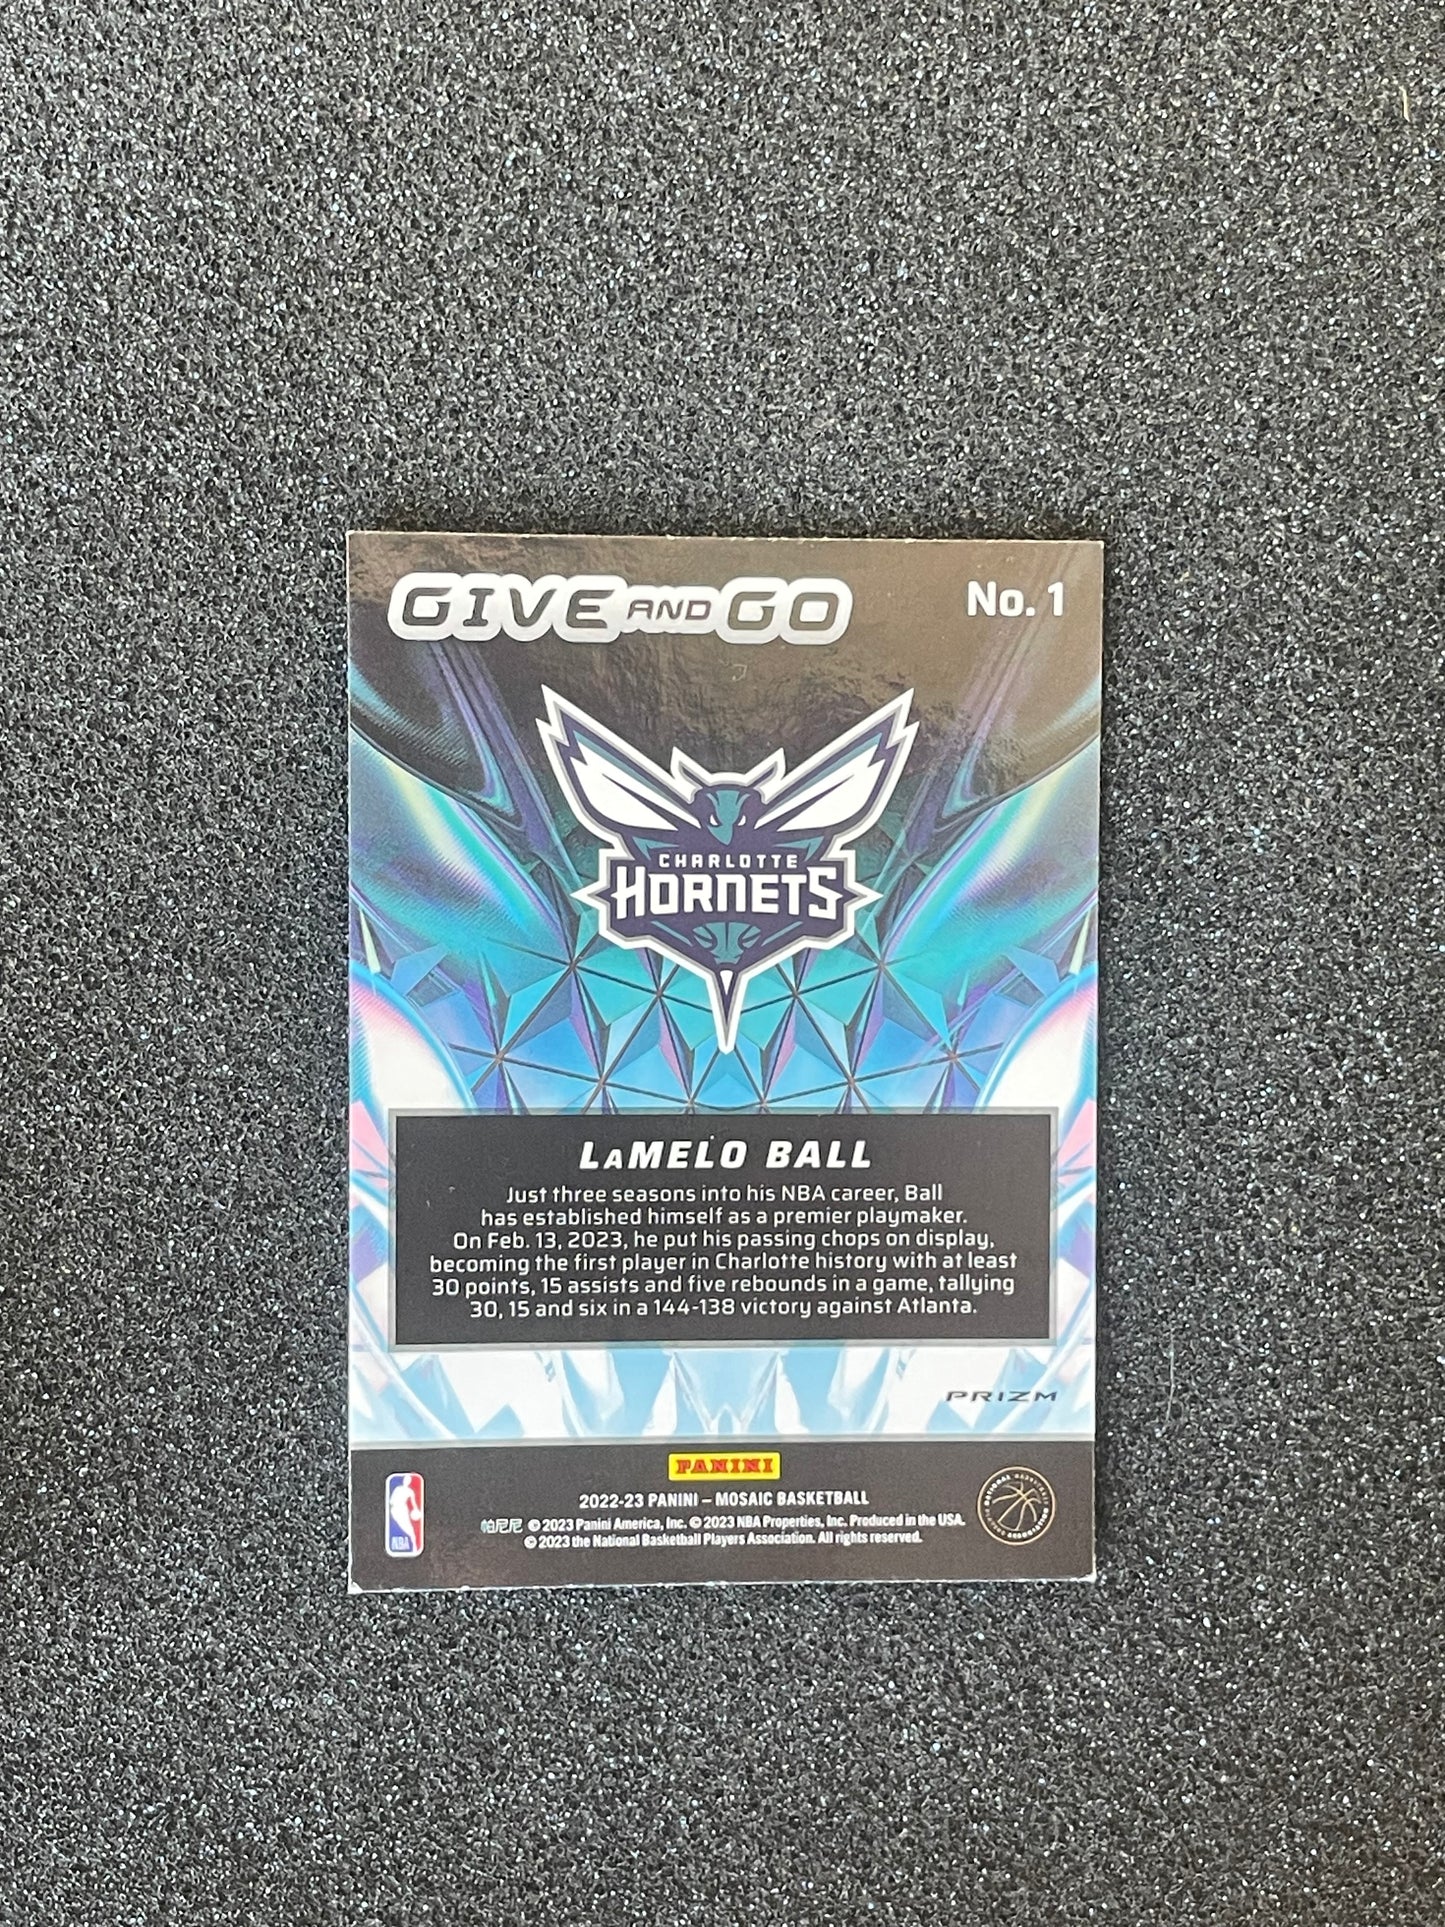 GIVE AND GO
No. 1
CHARLOTTE
HORNETS
LaMELO BALL
Just three seasons into his NBA career, Ball
has established himself as a premier playmaker.
On Feb. 13, 2023, he put his passing chops on display,
becoming the first player in Charlotte history with at least
30 points, 15 assists and five rebounds in a game, tallying
30, 15 and six in a 144-138 victory against Atlanta.
PRIZM
PANINI
2022-23 PANINI – MOSAIC BASKETBALL
帕尼尼 © 2023 Panini America, Inc. © 2023 NBA Properties, Inc. Produced in the USA.
© 2023 the National Basketball Players Association. All rights reserved.
NBA